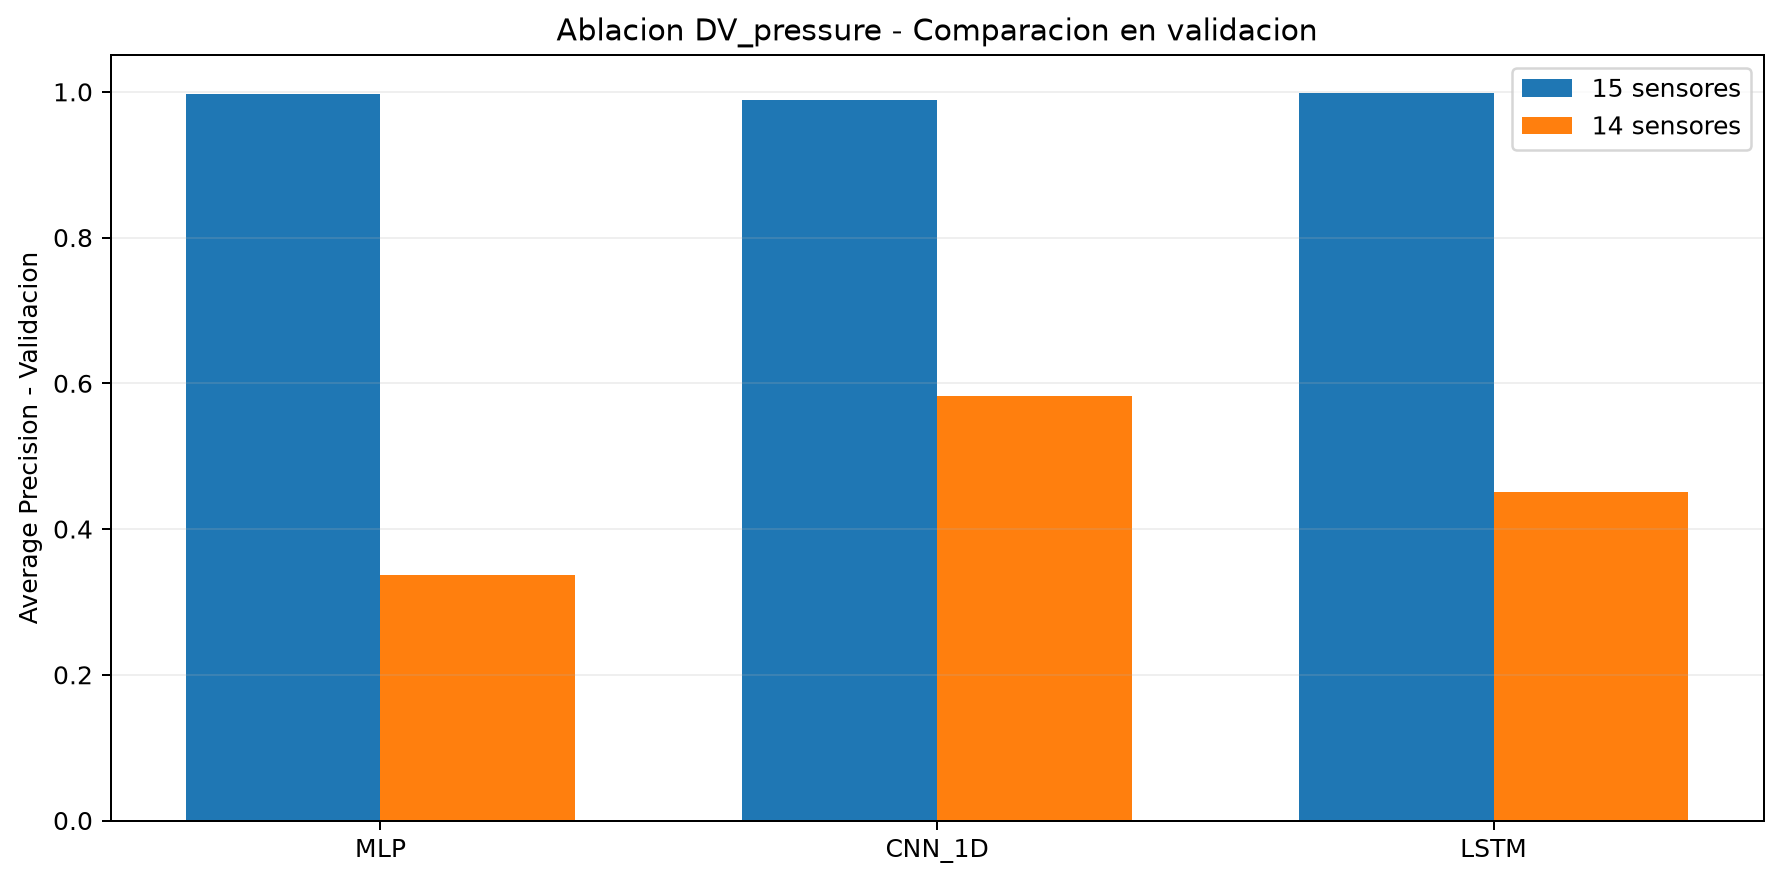 Ablacion DV_pressure - Comparacion en validacion
15 sensores
14 sensores
Average Precision - Validacion
1.0
0.8
0.6
0.4
0.2
0.0
MLP
CNN_1D
LSTM